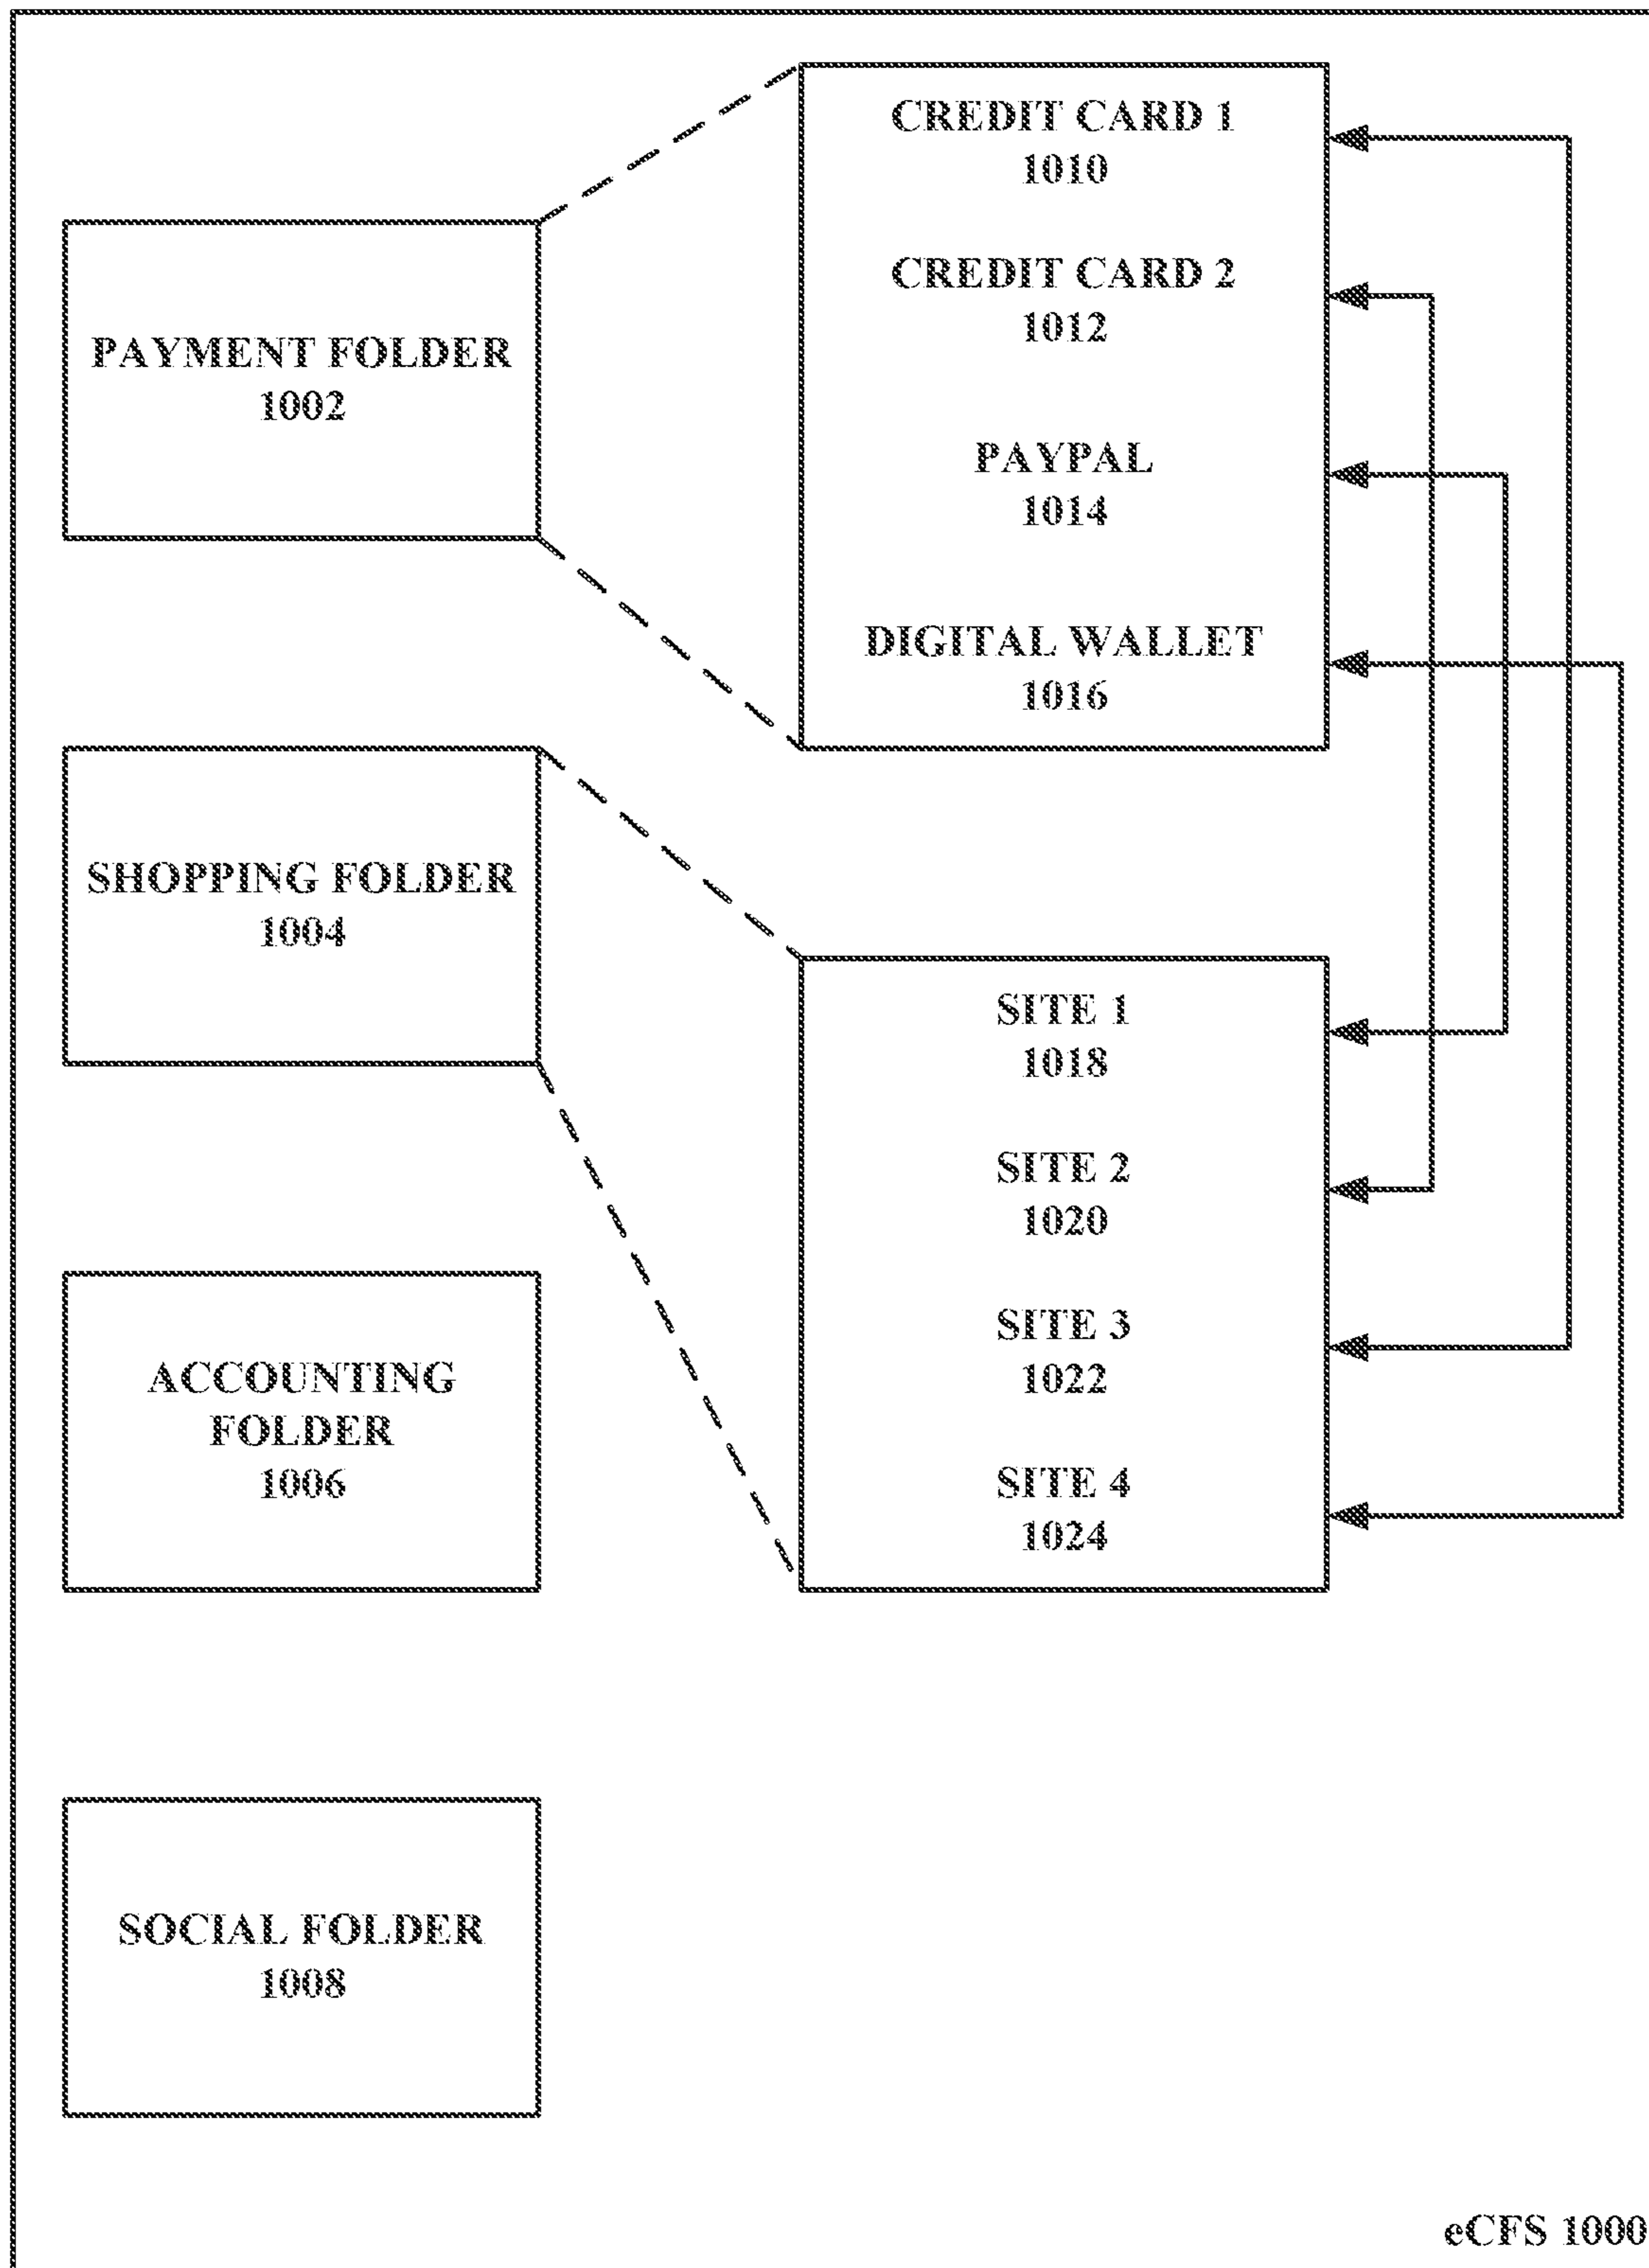 CREDIT CARD 1
1010
CREDIT CARD 2
1012
PAYMENT FOLDER
1002
PAYPAL
1014
DIGITAL WALLET
1016
SHOPPING FOLDER
1004
SITE 1
1018
SITE 2
1020
SITE 3
1022
ACCOUNTING
FOLDER
1006
SITE 4
1024
SOCIAL FOLDER
1008
eCFS 1000